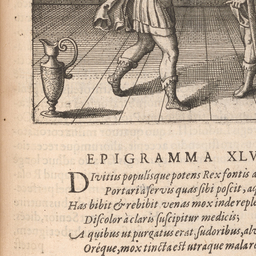 EPIGRAMMA XLV
DIvitiis populisque potens Rex fontis a
Portari à servis quas sibi poscit, aq
Has bibit & rebibit venas mox inde reple
Discolor à claris suscipitur medicis;
A quibus ut purgatus erat sudoribus, alv
Oréque, mox tincta est utraque mala ro